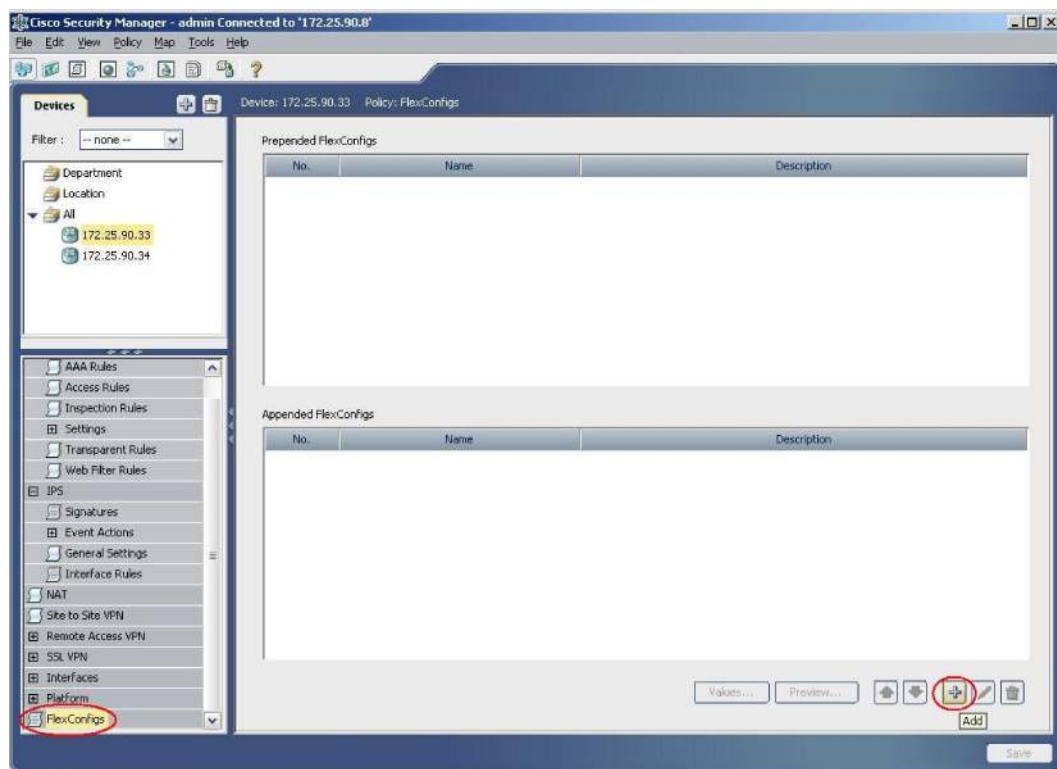 Cisco Security Manager - admin Connected to '172.25.90.8'
File Edit View Policy Map Tools Help
Devices
Device: 172.25.90.33 Policy: FlexConfigs
Filter : -- none --
Department
Location
All
172.25.90.33
172.25.90.34
AAA Rules
Access Rules
Inspection Rules
Settings
Transparent Rules
Web Filter Rules
IPS
Signatures
Event Actions
General Settings
Interface Rules
NAT
Site to Site VPN
Remote Access VPN
SSL VPN
Interfaces
Platform
FlexConfigs
Prepended FlexConfigs
No. Name Description
Appended FlexConfigs
No. Name Description
Values... Preview...
Add
Save